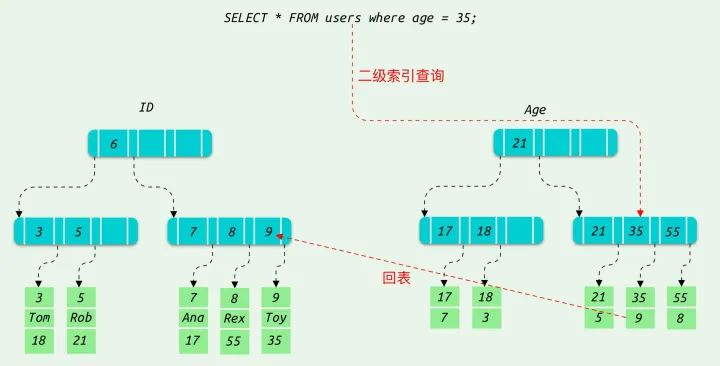 SELECT * FROM users where age = 35;
二级索引查询
ID
Age
6
21
3 5
7 8 9
17 18
21 35 55
回表
3 5 7 8 9
Tom Rob Ana Rex Toy
18 21 17 55 35
17 18 21 35 55
7 3 5 9 8